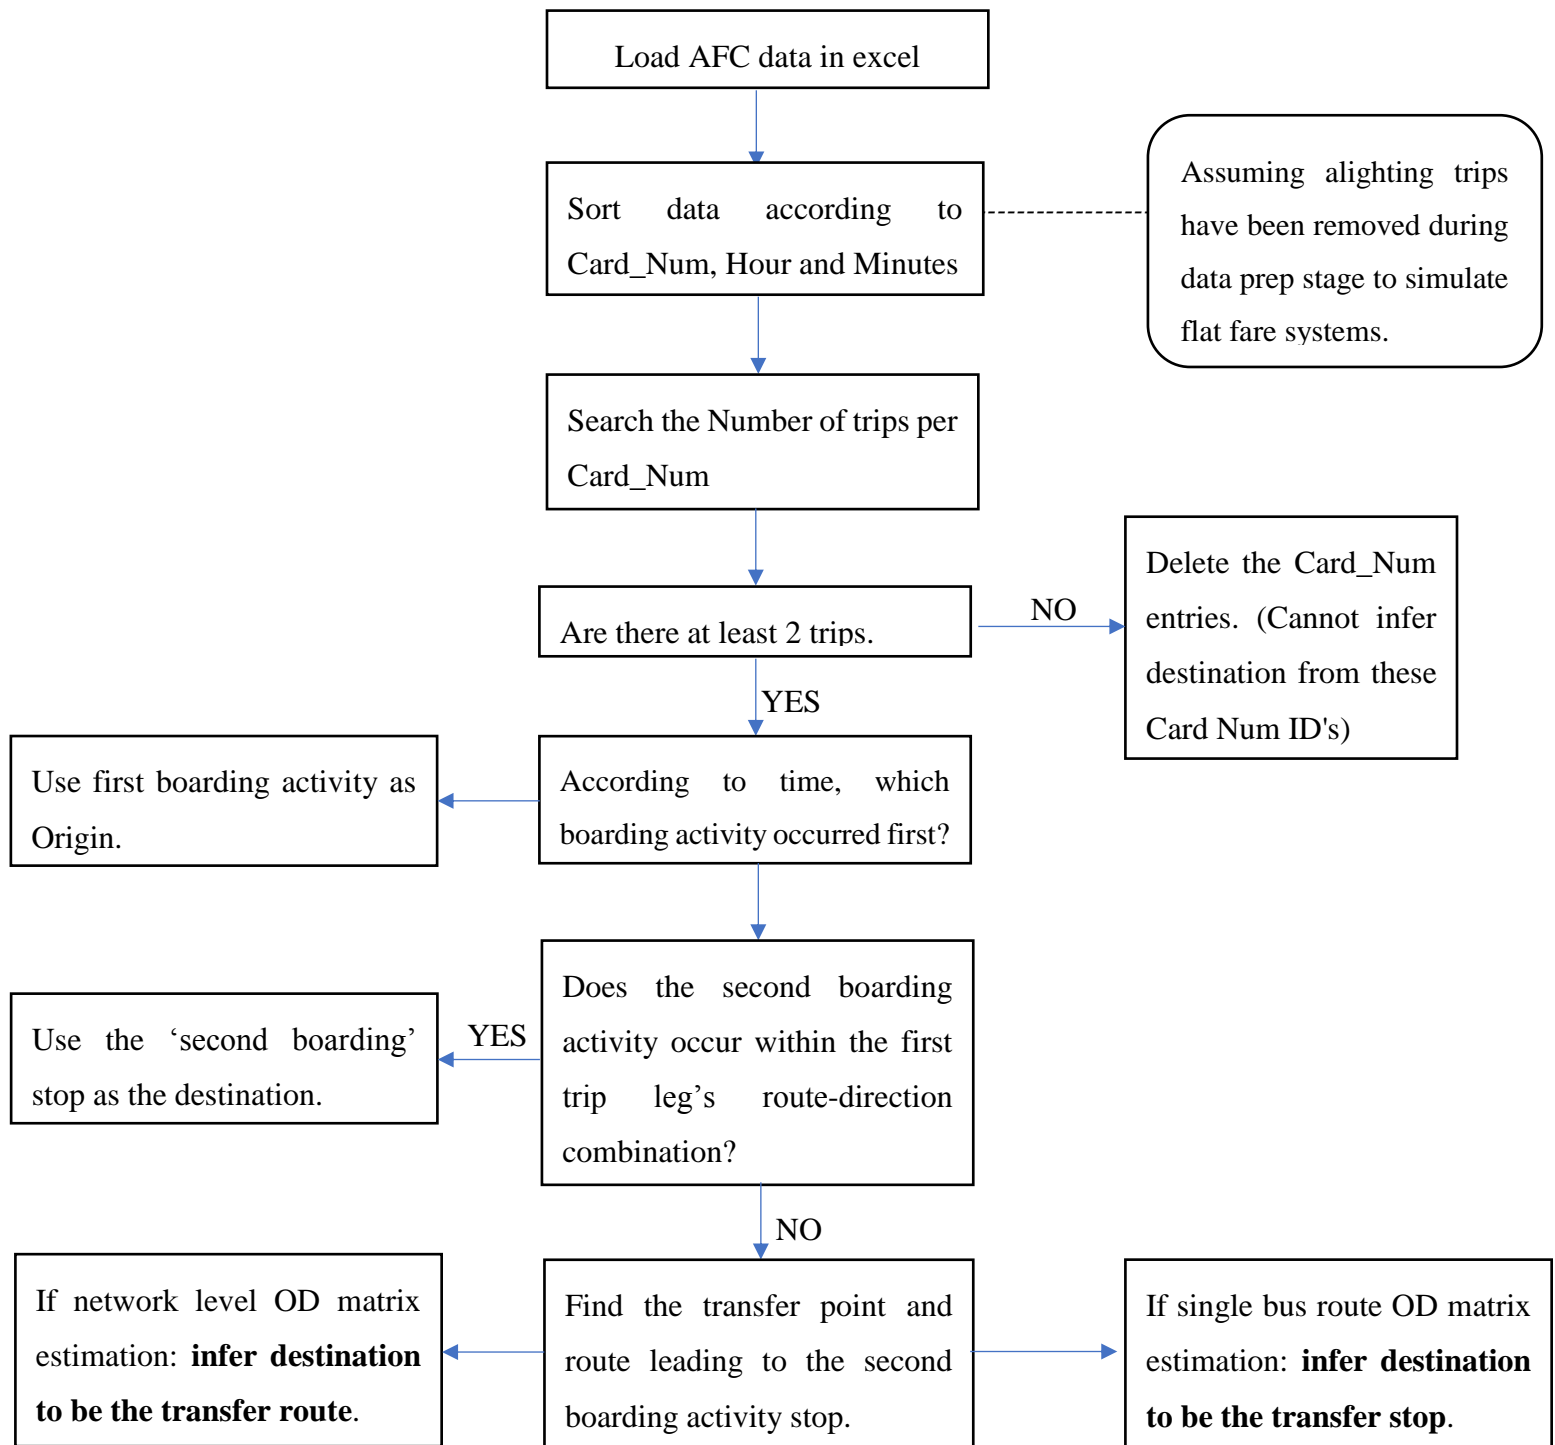 Load AFC data in excel
Sort data according to
Card_Num, Hour and Minutes
Assuming alighting trips
have been removed during
data prep stage to simulate
flat fare systems.
Search the Number of trips per
Card_Num
Are there at least 2 trips.
NO
Delete the Card_Num
entries. (Cannot infer
destination from these
Card Num ID's)
YES
According to time, which
boarding activity occurred first?
Use first boarding activity as
Origin.
Does the second boarding
activity occur within the first
trip leg’s route-direction
combination?
YES
Use the ‘second boarding’
stop as the destination.
NO
Find the transfer point and
route leading to the second
boarding activity stop.
If network level OD matrix
estimation: infer destination
to be the transfer route.
If single bus route OD matrix
estimation: infer destination
to be the transfer stop.